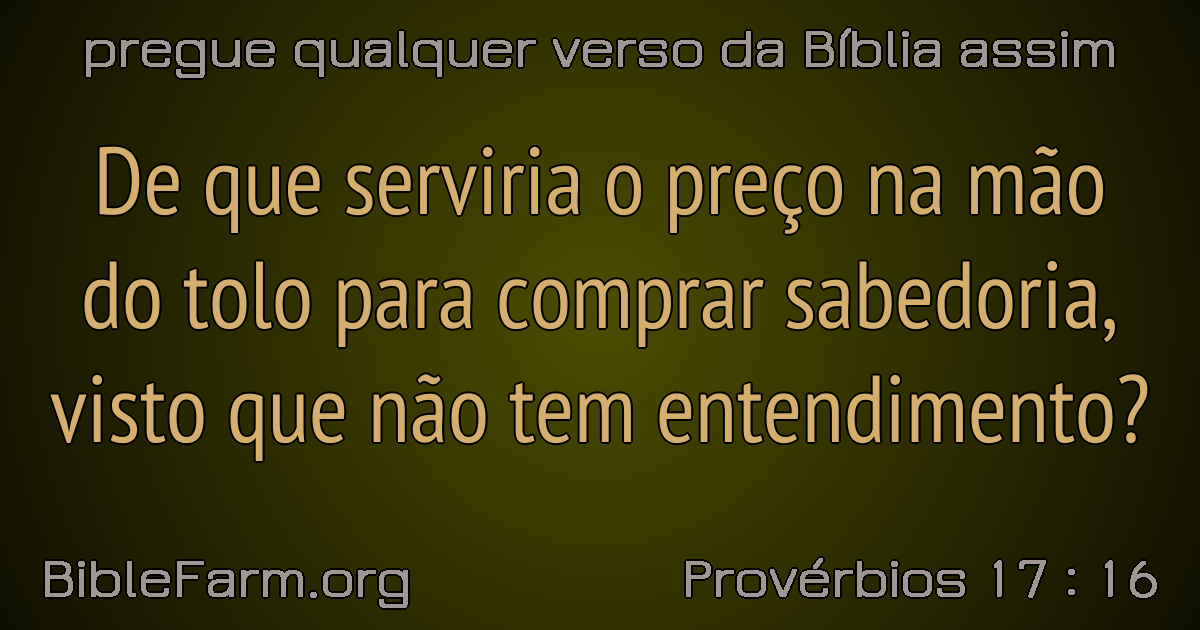 pregue qualquer verso da Bíblia assim
De que serviria o preço na mão
do tolo para comprar sabedoria,
visto que não tem entendimento?
BibleFarm.org
Provérbios 17 : 16